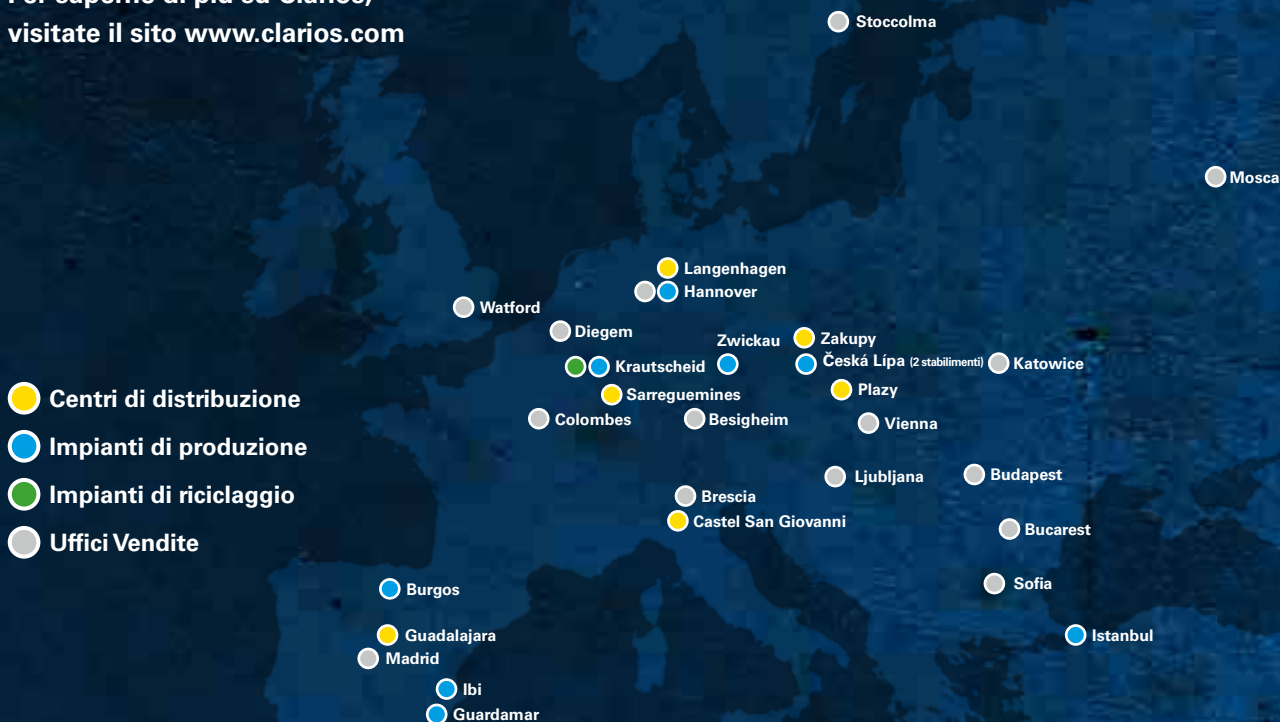 Per saperne di più su Clarios,
visitate il sito www.clarios.com
Stoccolma
Mosca
Langenhagen
Hannover
Watford
Diegem
Zwickau
Zakupy
Krautscheid
Česká Lípa (2 stabilimenti)
Katowice
Sarreguemines
Plazy
Centri di distribuzione
Colombes
Besigheim
Vienna
Impianti di produzione
Ljubljana
Budapest
Impianti di riciclaggio
Brescia
Castel San Giovanni
Bucarest
Uffici Vendite
Burgos
Sofia
Guadalajara
Istanbul
Madrid
Ibi
Guardamar